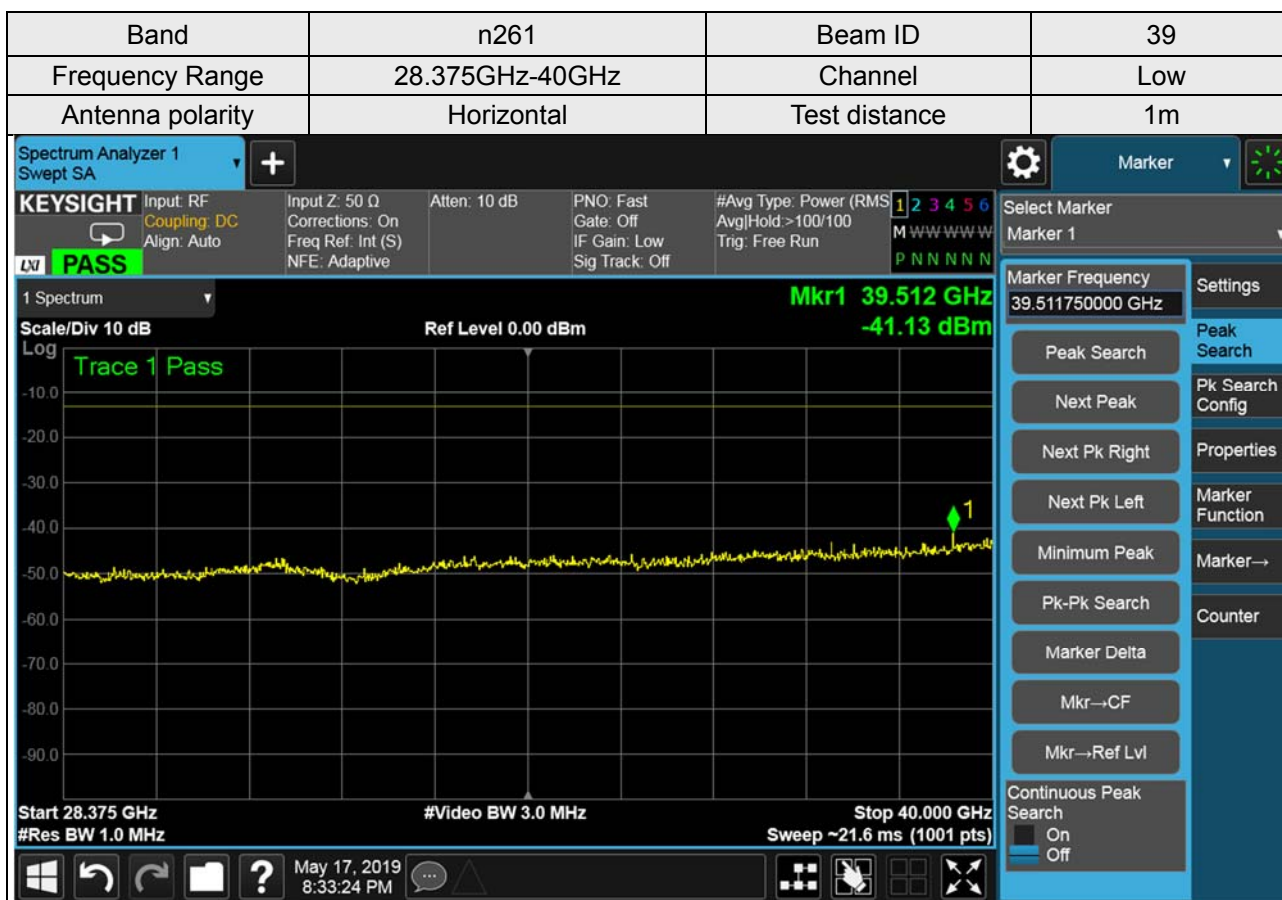 Band n261 Beam ID 39
Frequency Range 28.375GHz-40GHz Channel Low
Antenna polarity Horizontal Test distance 1m
Spectrum Analyzer 1
Swept SA
+
Marker
KEYSIGHT
LXI PASS
Input: RF
Coupling: DC
Align: Auto
Input Z: 50 Ω
Corrections: On
Freq Ref: Int (S)
NFE: Adaptive
Atten: 10 dB
PNO: Fast
Gate: Off
IF Gain: Low
Sig Track: Off
#Avg Type: Power (RMS
Avg|Hold:>100/100
Trig: Free Run
1 2 3 4 5 6
M W W W W W
P N N N N N
Select Marker
Marker 1
1 Spectrum
Mkr1 39.512 GHz
Scale/Div 10 dB Ref Level 0.00 dBm -41.13 dBm
Log
Trace 1 Pass
-10.0
-20.0
-30.0
-40.0
-50.0
-60.0
-70.0
-80.0
-90.0
1
Start 28.375 GHz #Video BW 3.0 MHz Stop 40.000 GHz
#Res BW 1.0 MHz Sweep ~21.6 ms (1001 pts)
Marker Frequency
39.511750000 GHz
Peak Search
Next Peak
Next Pk Right
Next Pk Left
Minimum Peak
Pk-Pk Search
Marker Delta
Mkr→CF
Mkr→Ref Lvl
Continuous Peak
Search
On
Off
Settings
Peak
Search
Pk Search
Config
Properties
Marker
Function
Marker→
Counter
?
May 17, 2019
8:33:24 PM